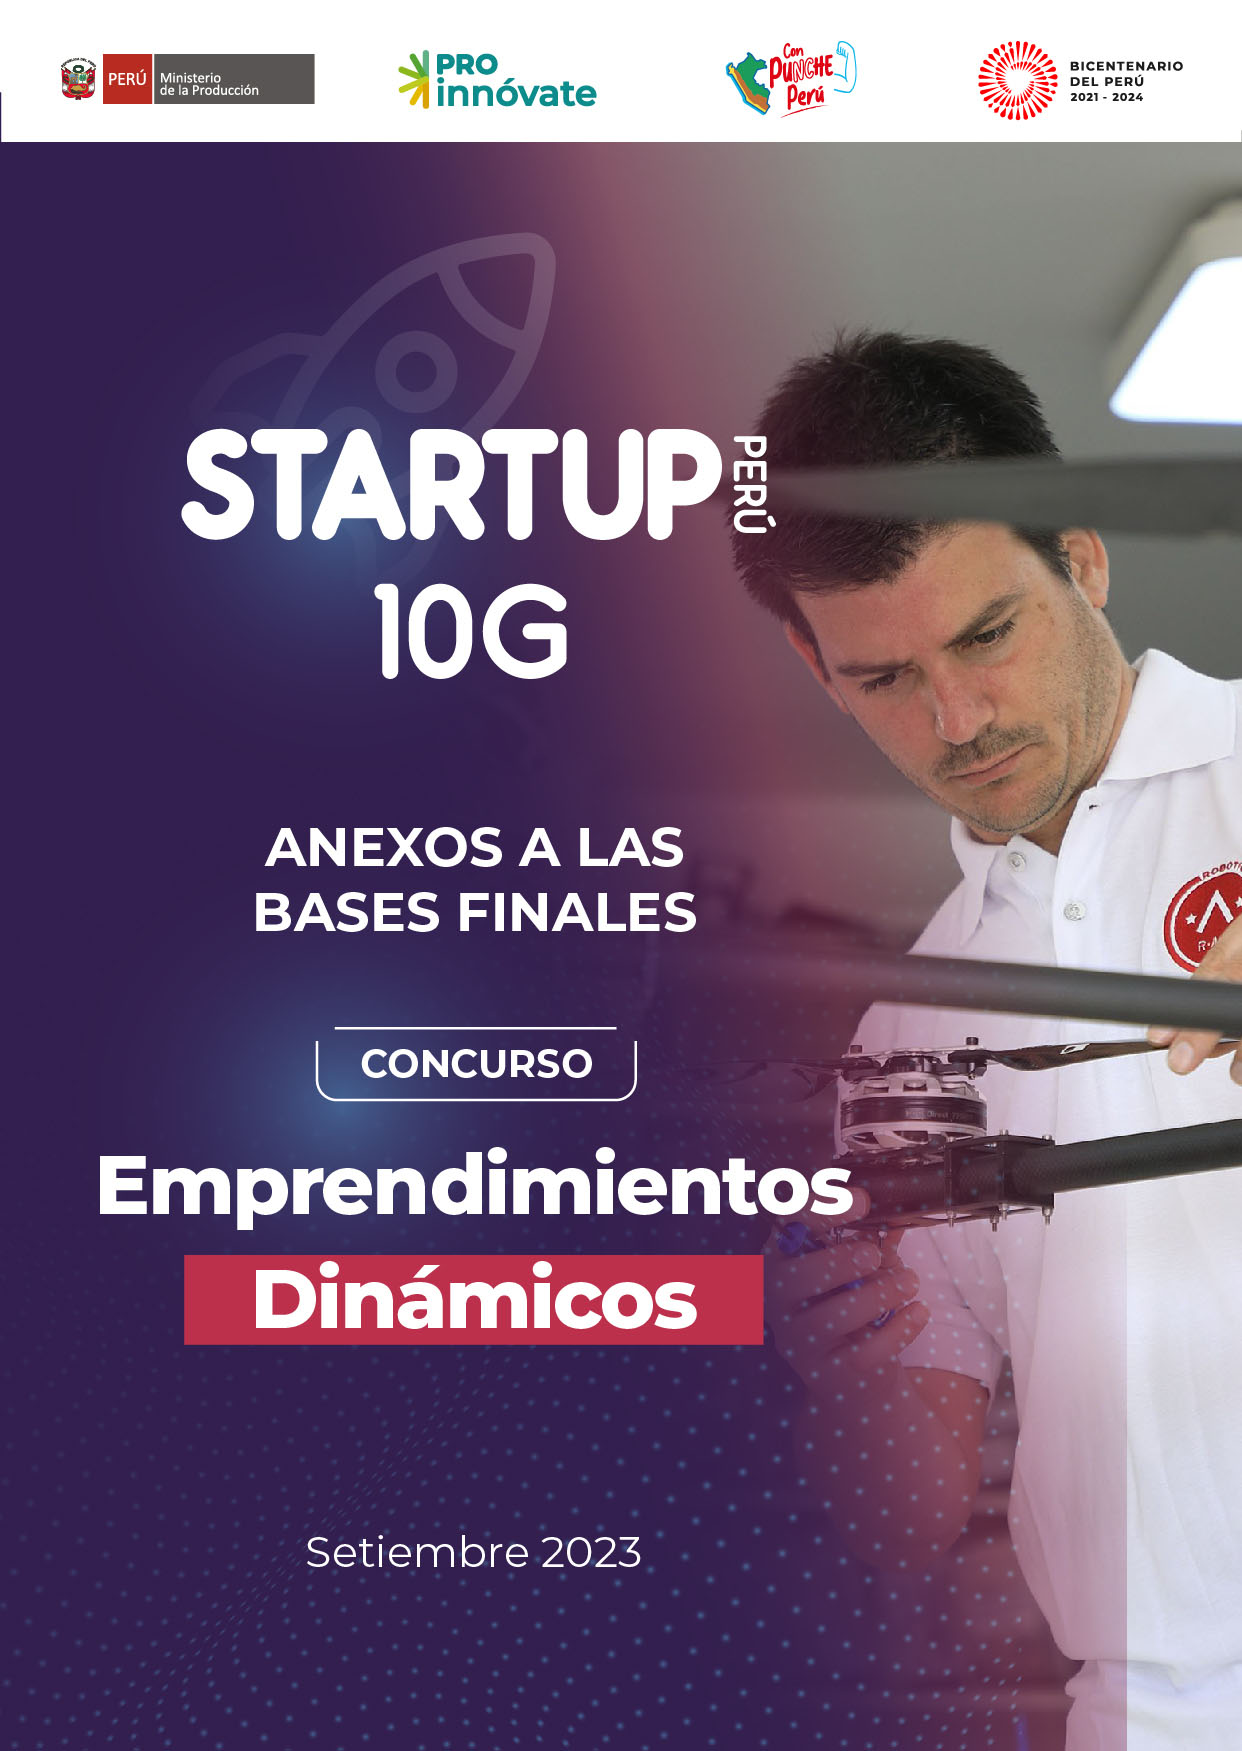 PERÚ
Ministerio
de la Producción
PRO
innóvate
Con
PUNCHE
Perú
BICENTENARIO
DEL PERÚ
2021 - 2024
STARTUP PERÚ
10G
ANEXOS A LAS
BASES FINALES
CONCURSO
Emprendimientos
Dinámicos
Setiembre 2023